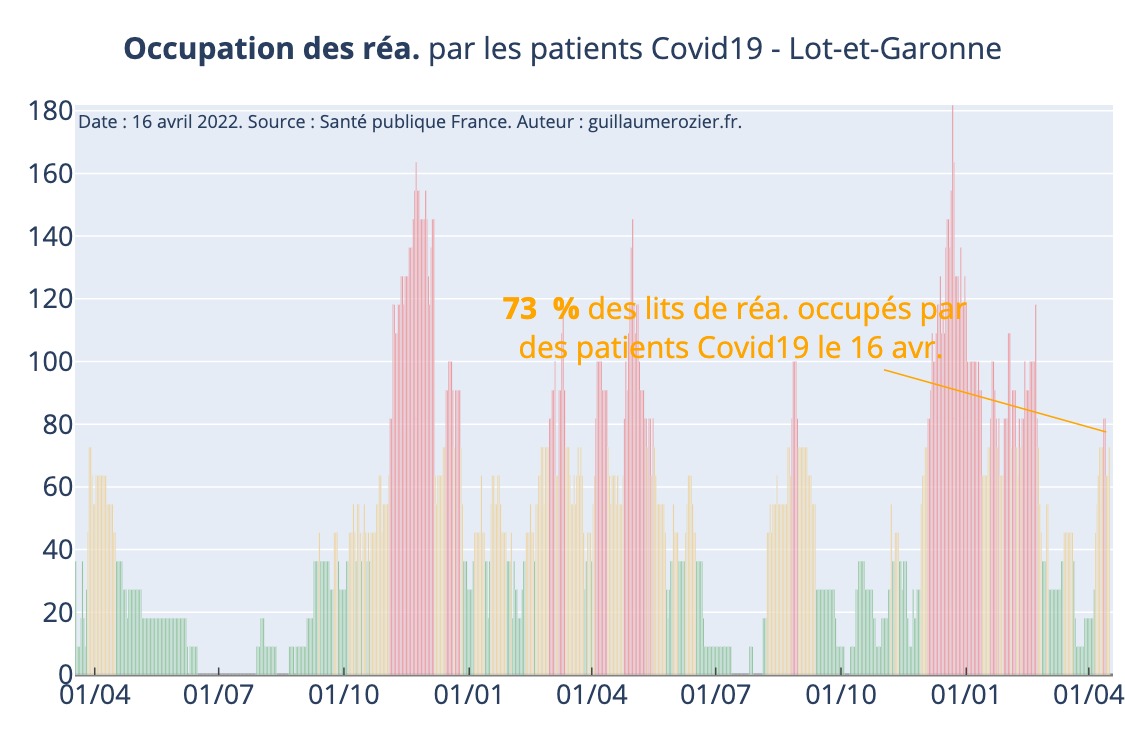 Occupation des réa. par les patients Covid19 - Lot-et-Garonne
180
Date : 16 avril 2022. Source : Santé publique France. Auteur : guillaumerozier.fr.
160
140
120
73 % des lits de réa. occupés par
des patients Covid19 le 16 avr.
100
80
60
40
20
0
01/04 01/07 01/10 01/01 01/04 01/07 01/10 01/01 01/04